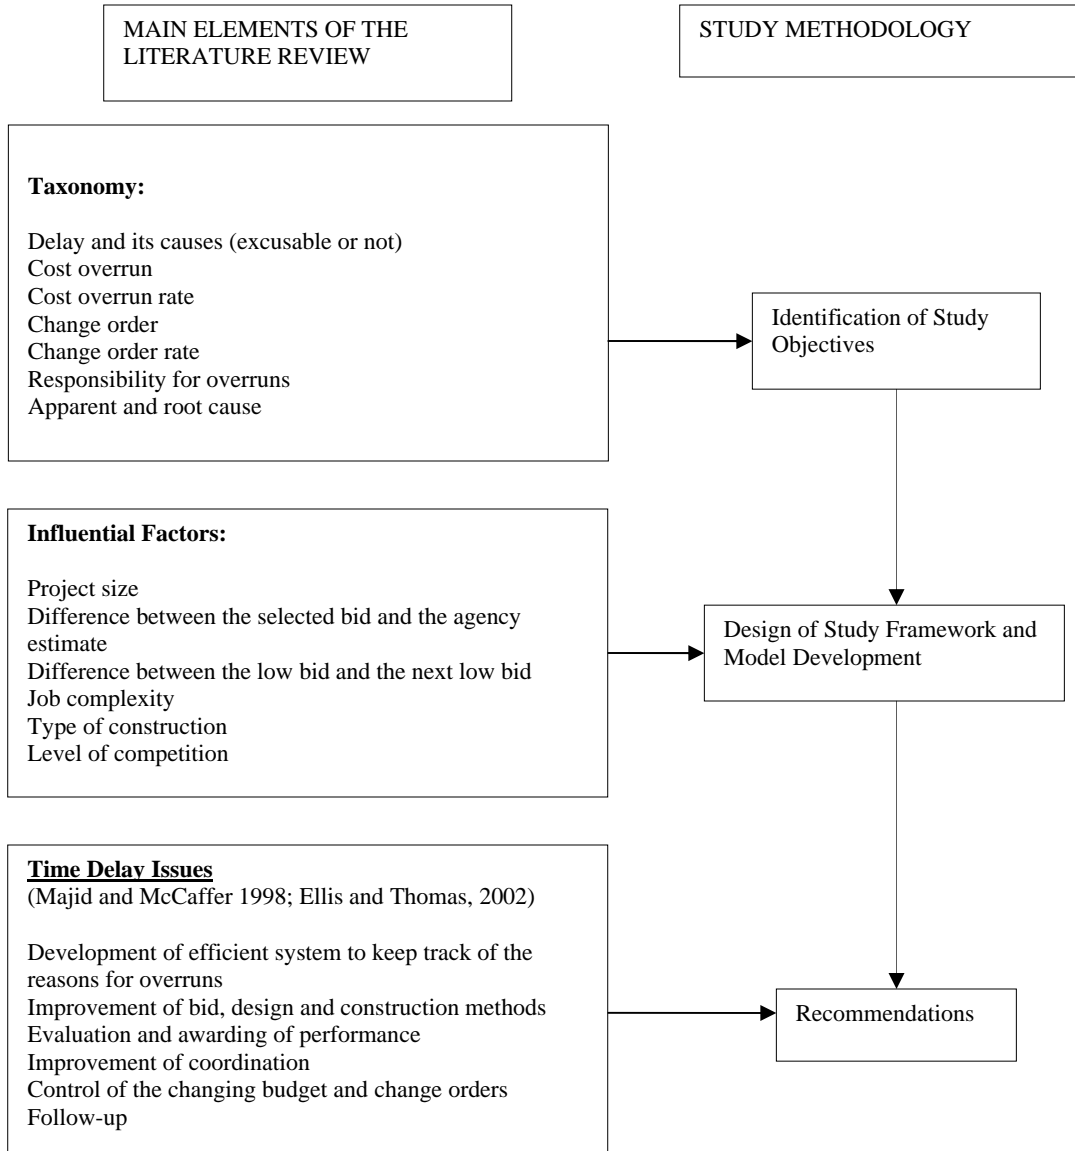 MAIN ELEMENTS OF THE
LITERATURE REVIEW
STUDY METHODOLOGY
Taxonomy:
Delay and its causes (excusable or not)
Cost overrun
Cost overrun rate
Change order
Change order rate
Responsibility for overruns
Apparent and root cause
Identification of Study
Objectives
Influential Factors:
Project size
Difference between the selected bid and the agency
estimate
Difference between the low bid and the next low bid
Job complexity
Type of construction
Level of competition
Design of Study Framework and
Model Development
Time Delay Issues
(Majid and McCaffer 1998; Ellis and Thomas, 2002)
Development of efficient system to keep track of the
reasons for overruns
Improvement of bid, design and construction methods
Evaluation and awarding of performance
Improvement of coordination
Control of the changing budget and change orders
Follow-up
Recommendations